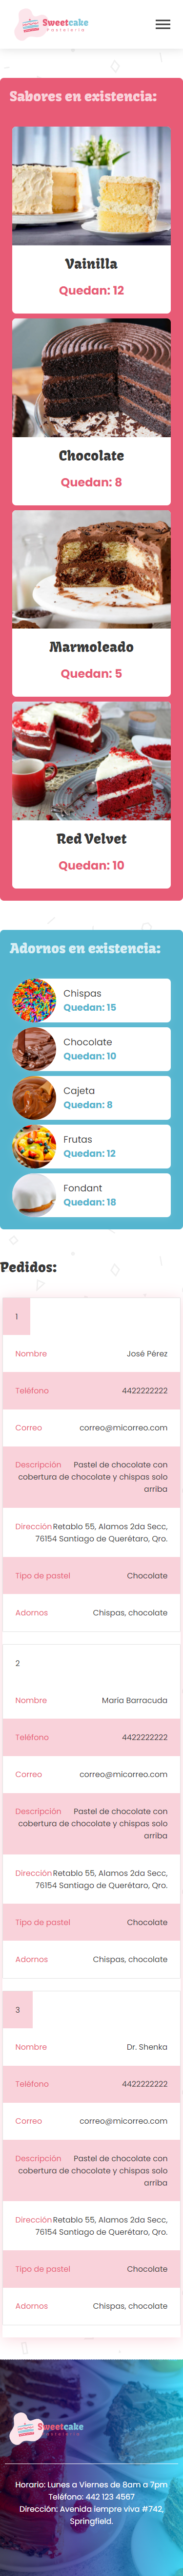 Sweetcake
Pastelería
Sabores en existencia:
Vainilla
Quedan: 12
Chocolate
Quedan: 8
Marmoleado
Quedan: 5
Red Velvet
Quedan: 10
Adornos en existencia:
Chispas
Quedan: 15
Chocolate
Quedan: 10
Cajeta
Quedan: 8
Frutas
Quedan: 12
Fondant
Quedan: 18
Pedidos:
1
Nombre José Pérez
Teléfono 4422222222
Correo correo@micorreo.com
Descripción Pastel de chocolate con
cobertura de chocolate y chispas solo
arriba
Dirección Retablo 55, Alamos 2da Secc,
76154 Santiago de Querétaro, Qro.
Tipo de pastel Chocolate
Adornos Chispas, chocolate
2
Nombre María Barracuda
Teléfono 4422222222
Correo correo@micorreo.com
Descripción Pastel de chocolate con
cobertura de chocolate y chispas solo
arriba
Dirección Retablo 55, Alamos 2da Secc,
76154 Santiago de Querétaro, Qro.
Tipo de pastel Chocolate
Adornos Chispas, chocolate
3
Nombre Dr. Shenka
Teléfono 4422222222
Correo correo@micorreo.com
Descripción Pastel de chocolate con
cobertura de chocolate y chispas solo
arriba
Dirección Retablo 55, Alamos 2da Secc,
76154 Santiago de Querétaro, Qro.
Tipo de pastel Chocolate
Adornos Chispas, chocolate
Sweetcake
Pastelería
Horario: Lunes a Viernes de 8am a 7pm
Teléfono: 442 123 4567
Dirección: Avenida iempre viva #742,
Springfield.